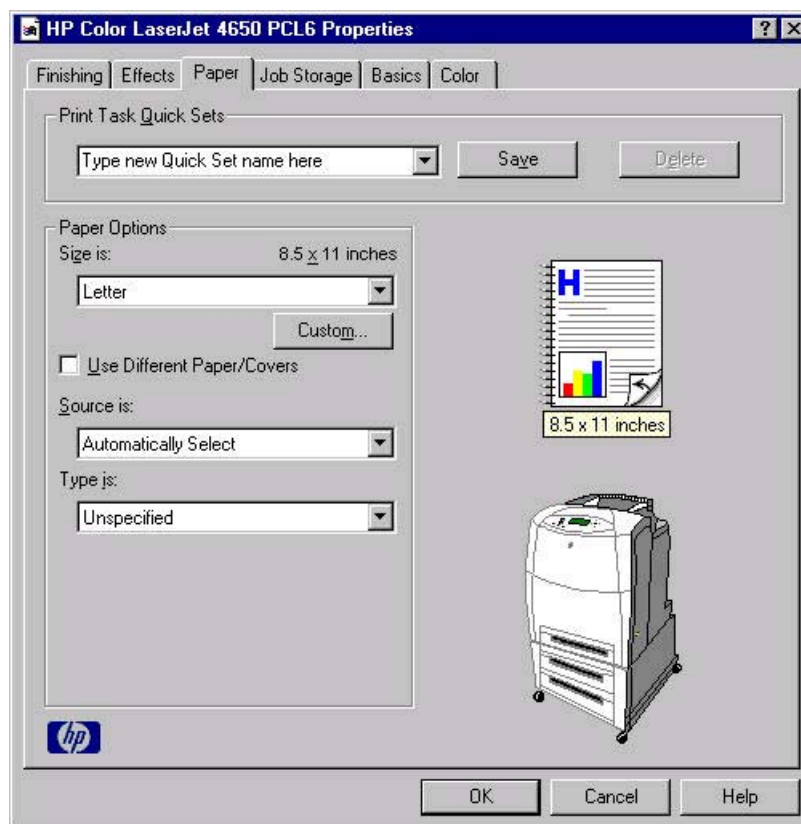 HP Color LaserJet 4650 PCL6 Properties
Finishing Effects Paper Job Storage Basics Color
Print Task Quick Sets
Type new Quick Set name here Save Delete
Paper Options
Size is: 8.5 x 11 inches
Letter
Custom...
Use Different Paper/Covers
Source is:
Automatically Select
Type is:
Unspecified
H
8.5 x 11 inches
hp
OK Cancel Help